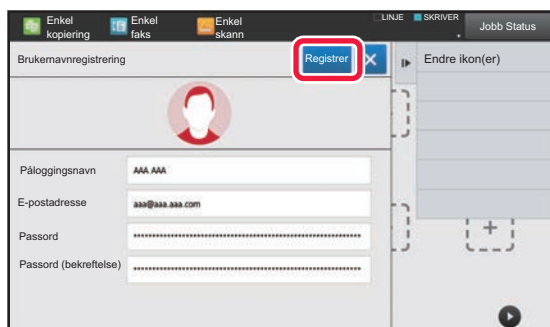 Enkel kopiering
Enkel faks
Enkel skann
LINJE
SKRIVER
Jobb Status
Brukernavnregistrering
Registrer
Endre ikon(er)
Påloggingsnavn
AAA AAA
E-postadresse
aaa@aaa.aaa.com
Passord
Passord (bekreftelse)